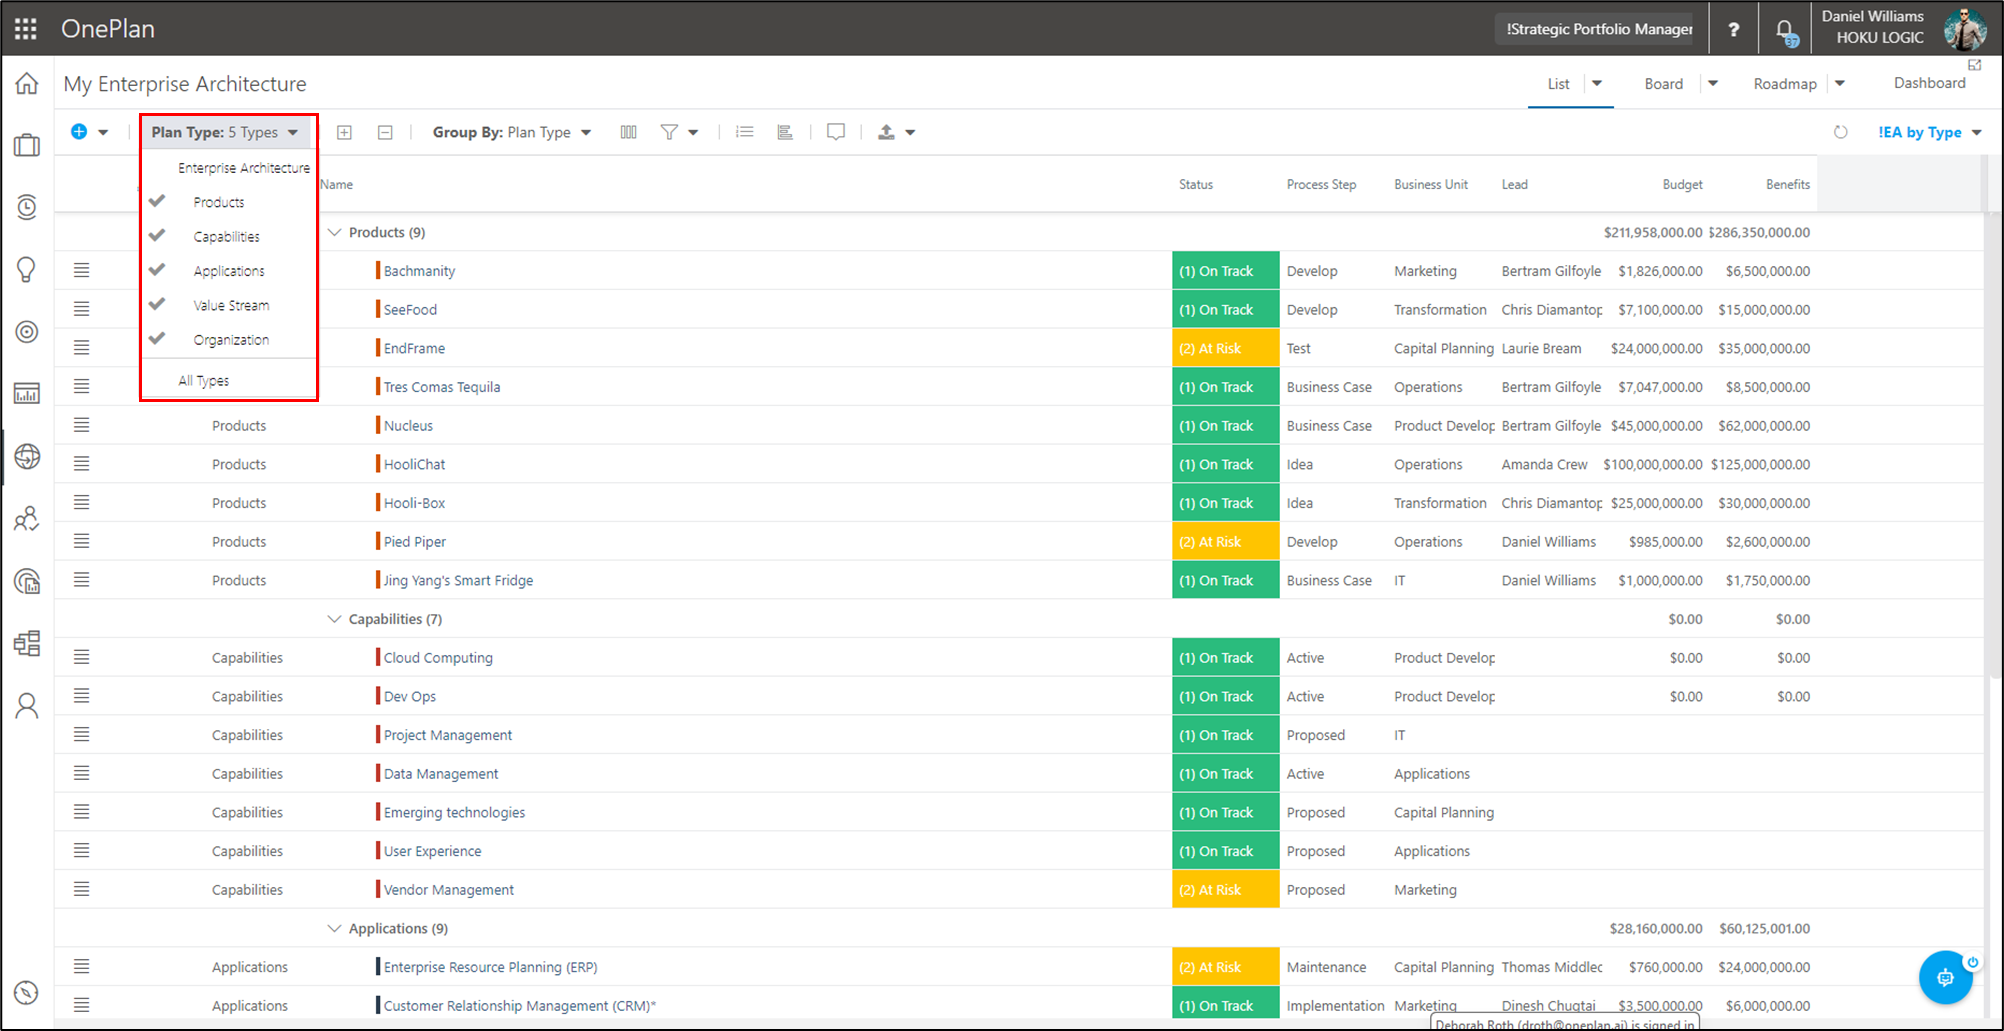 OnePlan
!Strategic Portfolio Manager
?
37
Daniel Williams
HOKU LOGIC
My Enterprise Architecture
List
Board
Roadmap
Dashboard
Plan Type: 5 Types
Group By: Plan Type
!EA by Type
Enterprise Architecture
Products
Capabilities
Applications
Value Stream
Organization
All Types
Name Status Process Step Business Unit Lead Budget Benefits
Products (9) $211,958,000.00 $286,350,000.00
Bachmanity (1) On Track Develop Marketing Bertram Gilfoyle $1,826,000.00 $6,500,000.00
SeeFood (1) On Track Develop Transformation Chris Diamantop $7,100,000.00 $15,000,000.00
EndFrame (2) At Risk Test Capital Planning Laurie Bream $24,000,000.00 $35,000,000.00
Tres Comas Tequila (1) On Track Business Case Operations Bertram Gilfoyle $7,047,000.00 $8,500,000.00
Products Nucleus (1) On Track Business Case Product Develop Bertram Gilfoyle $45,000,000.00 $62,000,000.00
Products HooliChat (1) On Track Idea Operations Amanda Crew $100,000,000.00 $125,000,000.00
Products Hooli-Box (1) On Track Idea Transformation Chris Diamantop $25,000,000.00 $30,000,000.00
Products Pied Piper (2) At Risk Develop Operations Daniel Williams $985,000.00 $2,600,000.00
Products Jing Yang's Smart Fridge (1) On Track Business Case IT Daniel Williams $1,000,000.00 $1,750,000.00
Capabilities (7) $0.00 $0.00
Capabilities Cloud Computing (1) On Track Active Product Develop $0.00 $0.00
Capabilities Dev Ops (1) On Track Active Product Develop $0.00 $0.00
Capabilities Project Management (1) On Track Proposed IT
Capabilities Data Management (1) On Track Active Applications
Capabilities Emerging technologies (1) On Track Proposed Capital Planning
Capabilities User Experience (1) On Track Proposed Applications
Capabilities Vendor Management (2) At Risk Proposed Marketing
Applications (9) $28,160,000.00 $60,125,001.00
Applications Enterprise Resource Planning (ERP) (2) At Risk Maintenance Capital Planning Thomas Middlec $760,000.00 $24,000,000.00
Applications Customer Relationship Management (CRM)* (1) On Track Implementation Marketing Dinesh Chugtai $3,500,000.00 $6,000,000.00
Deborah Roth (droth@oneplan.ai) is signed in